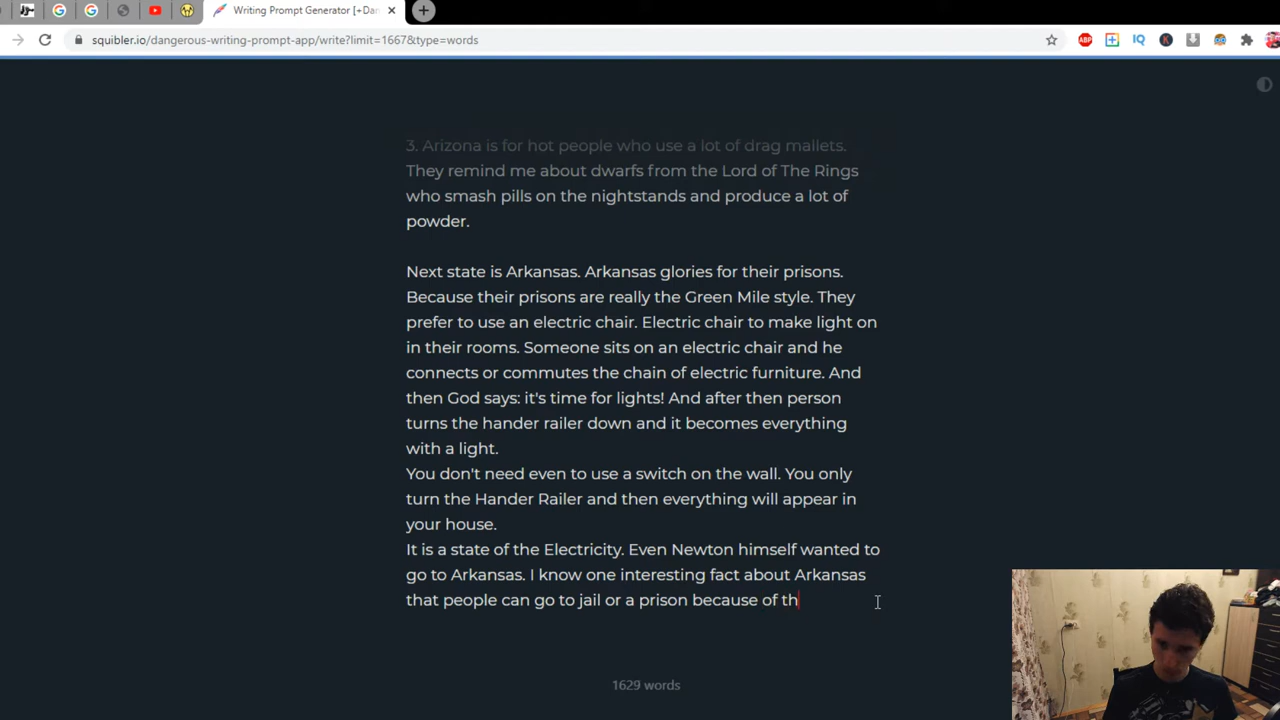 Writing Prompt Generator [+Dan
squibler.io/dangerous-writing-prompt-app/write?limit=1667&type=words
ABP
IQ
K
3. Arizona is for hot people who use a lot of drag mallets.
They remind me about dwarfs from the Lord of The Rings
who smash pills on the nightstands and produce a lot of
powder.
Next state is Arkansas. Arkansas glories for their prisons.
Because their prisons are really the Green Mile style. They
prefer to use an electric chair. Electric chair to make light on
in their rooms. Someone sits on an electric chair and he
connects or commutes the chain of electric furniture. And
then God says: it's time for lights! And after then person
turns the hander railer down and it becomes everything
with a light.
You don't need even to use a switch on the wall. You only
turn the Hander Railer and then everything will appear in
your house.
It is a state of the Electricity. Even Newton himself wanted to
go to Arkansas. I know one interesting fact about Arkansas
that people can go to jail or a prison because of th
1629 words